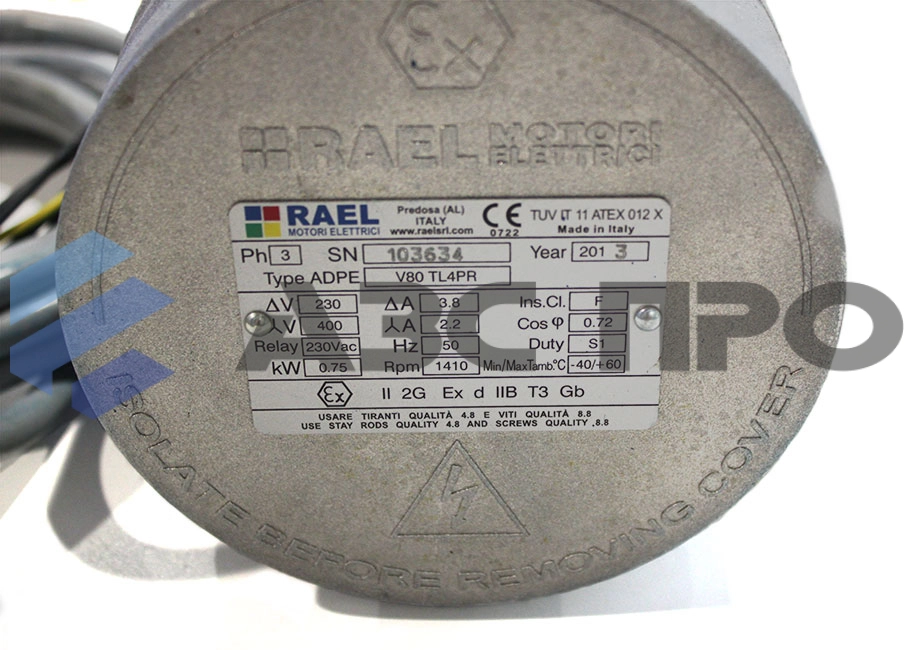 εx
RAEL MOTORI ELETTRICI
RAEL MOTORI ELETTRICI
Predosa (AL) ITALY
www.raelsrl.com
CE 0722
TUV IT 11 ATEX 012 X
Made in Italy
Ph 3 SN 103634 Year 2013
Type ADPE V80 TL4PR
ΔV 230 ΔA 3.8 Ins.Cl. F
⅄V 400 ⅄A 2.2 Cos φ 0.72
Relay 230Vac Hz 50 Duty S1
kW 0.75 Rpm 1410 Min/MaxTamb.°C -40/+60
εx II 2G Ex d IIB T3 Gb
USARE TIRANTI QUALITÀ 4.8 E VITI QUALITÀ 8.8
USE STAY RODS QUALITY 4.8 AND SCREWS QUALITY 8.8
ISOLATE BEFORE REMOVING COVER
АВС ПРО